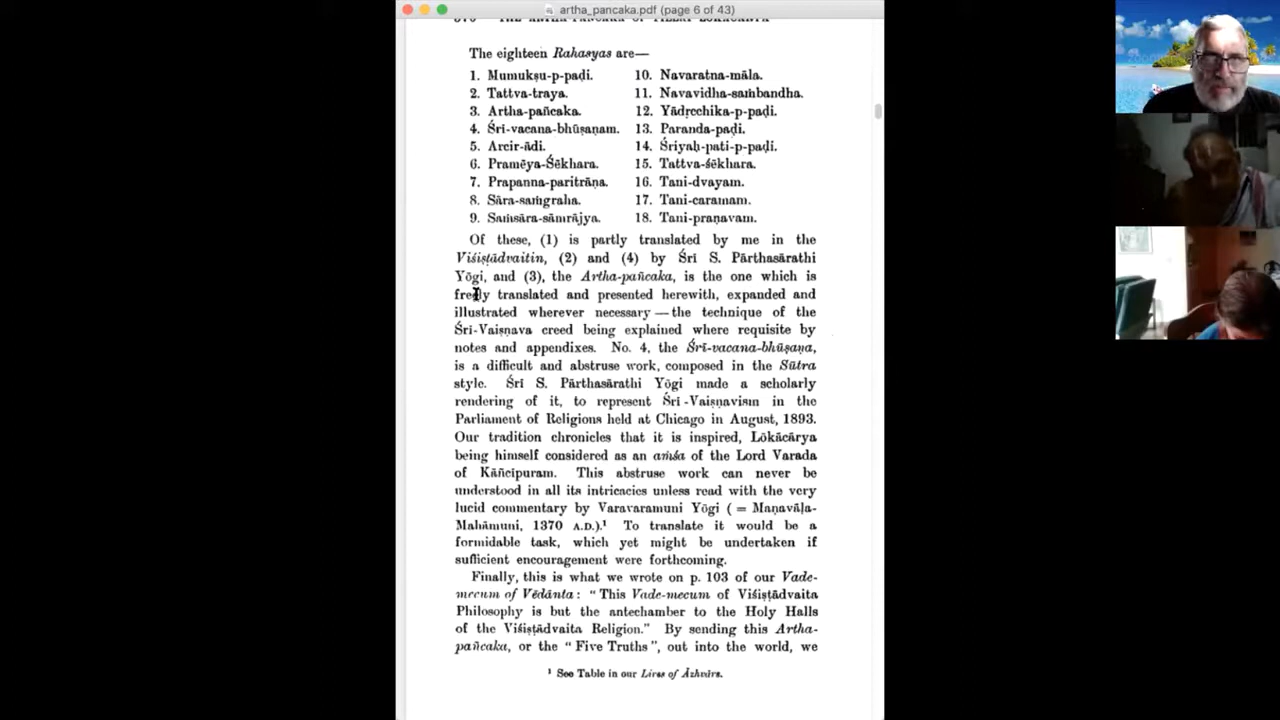 artha_pancaka.pdf (page 6 of 43)
The eighteen Rahasyas are—
1. Mumukṣu-p-paḍi.
2. Tattva-traya.
3. Artha-pañcaka.
4. Śrī-vacana-bhūṣaṇam.
5. Arcir-ādi.
6. Pramēya-Śēkhara.
7. Prapanna-paritrāṇa.
8. Sāra-saṁgraha.
9. Saṁsāra-sāmrājya.
10. Navaratna-māla.
11. Navavidha-saṁbandha.
12. Yādṛcchika-p-paḍi.
13. Paranda-paḍi.
14. Śriyaḥ-pati-p-paḍi.
15. Tattva-śēkhara.
16. Tani-dvayam.
17. Tani-caramam.
18. Tani-praṇavam.
Of these, (1) is partly translated by me in the
Viśiṣṭādvaitin, (2) and (4) by Śrī S. Pārthasārathi
Yōgi, and (3), the Artha-pañcaka, is the one which is
freely translated and presented herewith, expanded and
illustrated wherever necessary—the technique of the
Śrī-Vaiṣṇava creed being explained where requisite by
notes and appendixes. No. 4, the Śrī-vacana-bhūṣaṇa,
is a difficult and abstruse work, composed in the Sūtra
style. Śrī S. Pārthasārathi Yōgi made a scholarly
rendering of it, to represent Śrī-Vaiṣṇavism in the
Parliament of Religions held at Chicago in August, 1893.
Our tradition chronicles that it is inspired, Lōkācārya
being himself considered as an aṁśa of the Lord Varada
of Kāñcīpuram. This abstruse work can never be
understood in all its intricacies unless read with the very
lucid commentary by Varavaramuni Yōgi ( = Maṇavāḷa-
Mahāmuni, 1370 A.D.).¹ To translate it would be a
formidable task, which yet might be undertaken if
sufficient encouragement were forthcoming.
Finally, this is what we wrote on p. 103 of our Vade-
mecum of Vēdānta : “This Vade-mecum of Viśiṣṭādvaita
Philosophy is but the antechamber to the Holy Halls
of the Viśiṣṭādvaita Religion.” By sending this Artha-
pañcaka, or the “Five Truths”, out into the world, we
¹ See Table in our Lives of Āzhvārs.